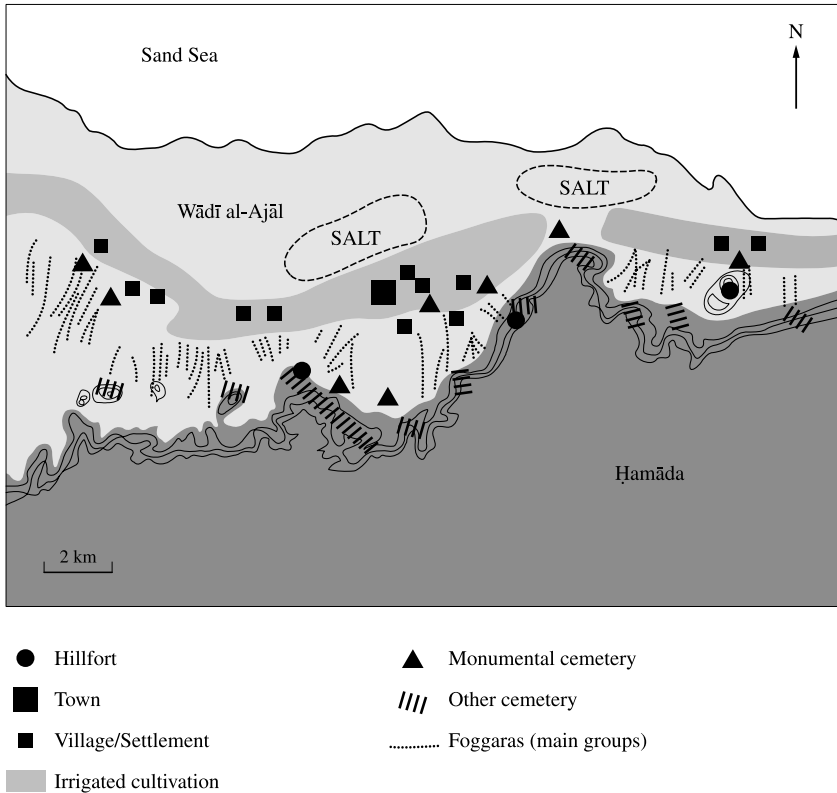 Sand Sea
N
SALT
Wādī al-Ajāl
SALT
Ḥamāda
2 km
Hillfort
Monumental cemetery
Town
Other cemetery
Village/Settlement
Foggaras (main groups)
Irrigated cultivation